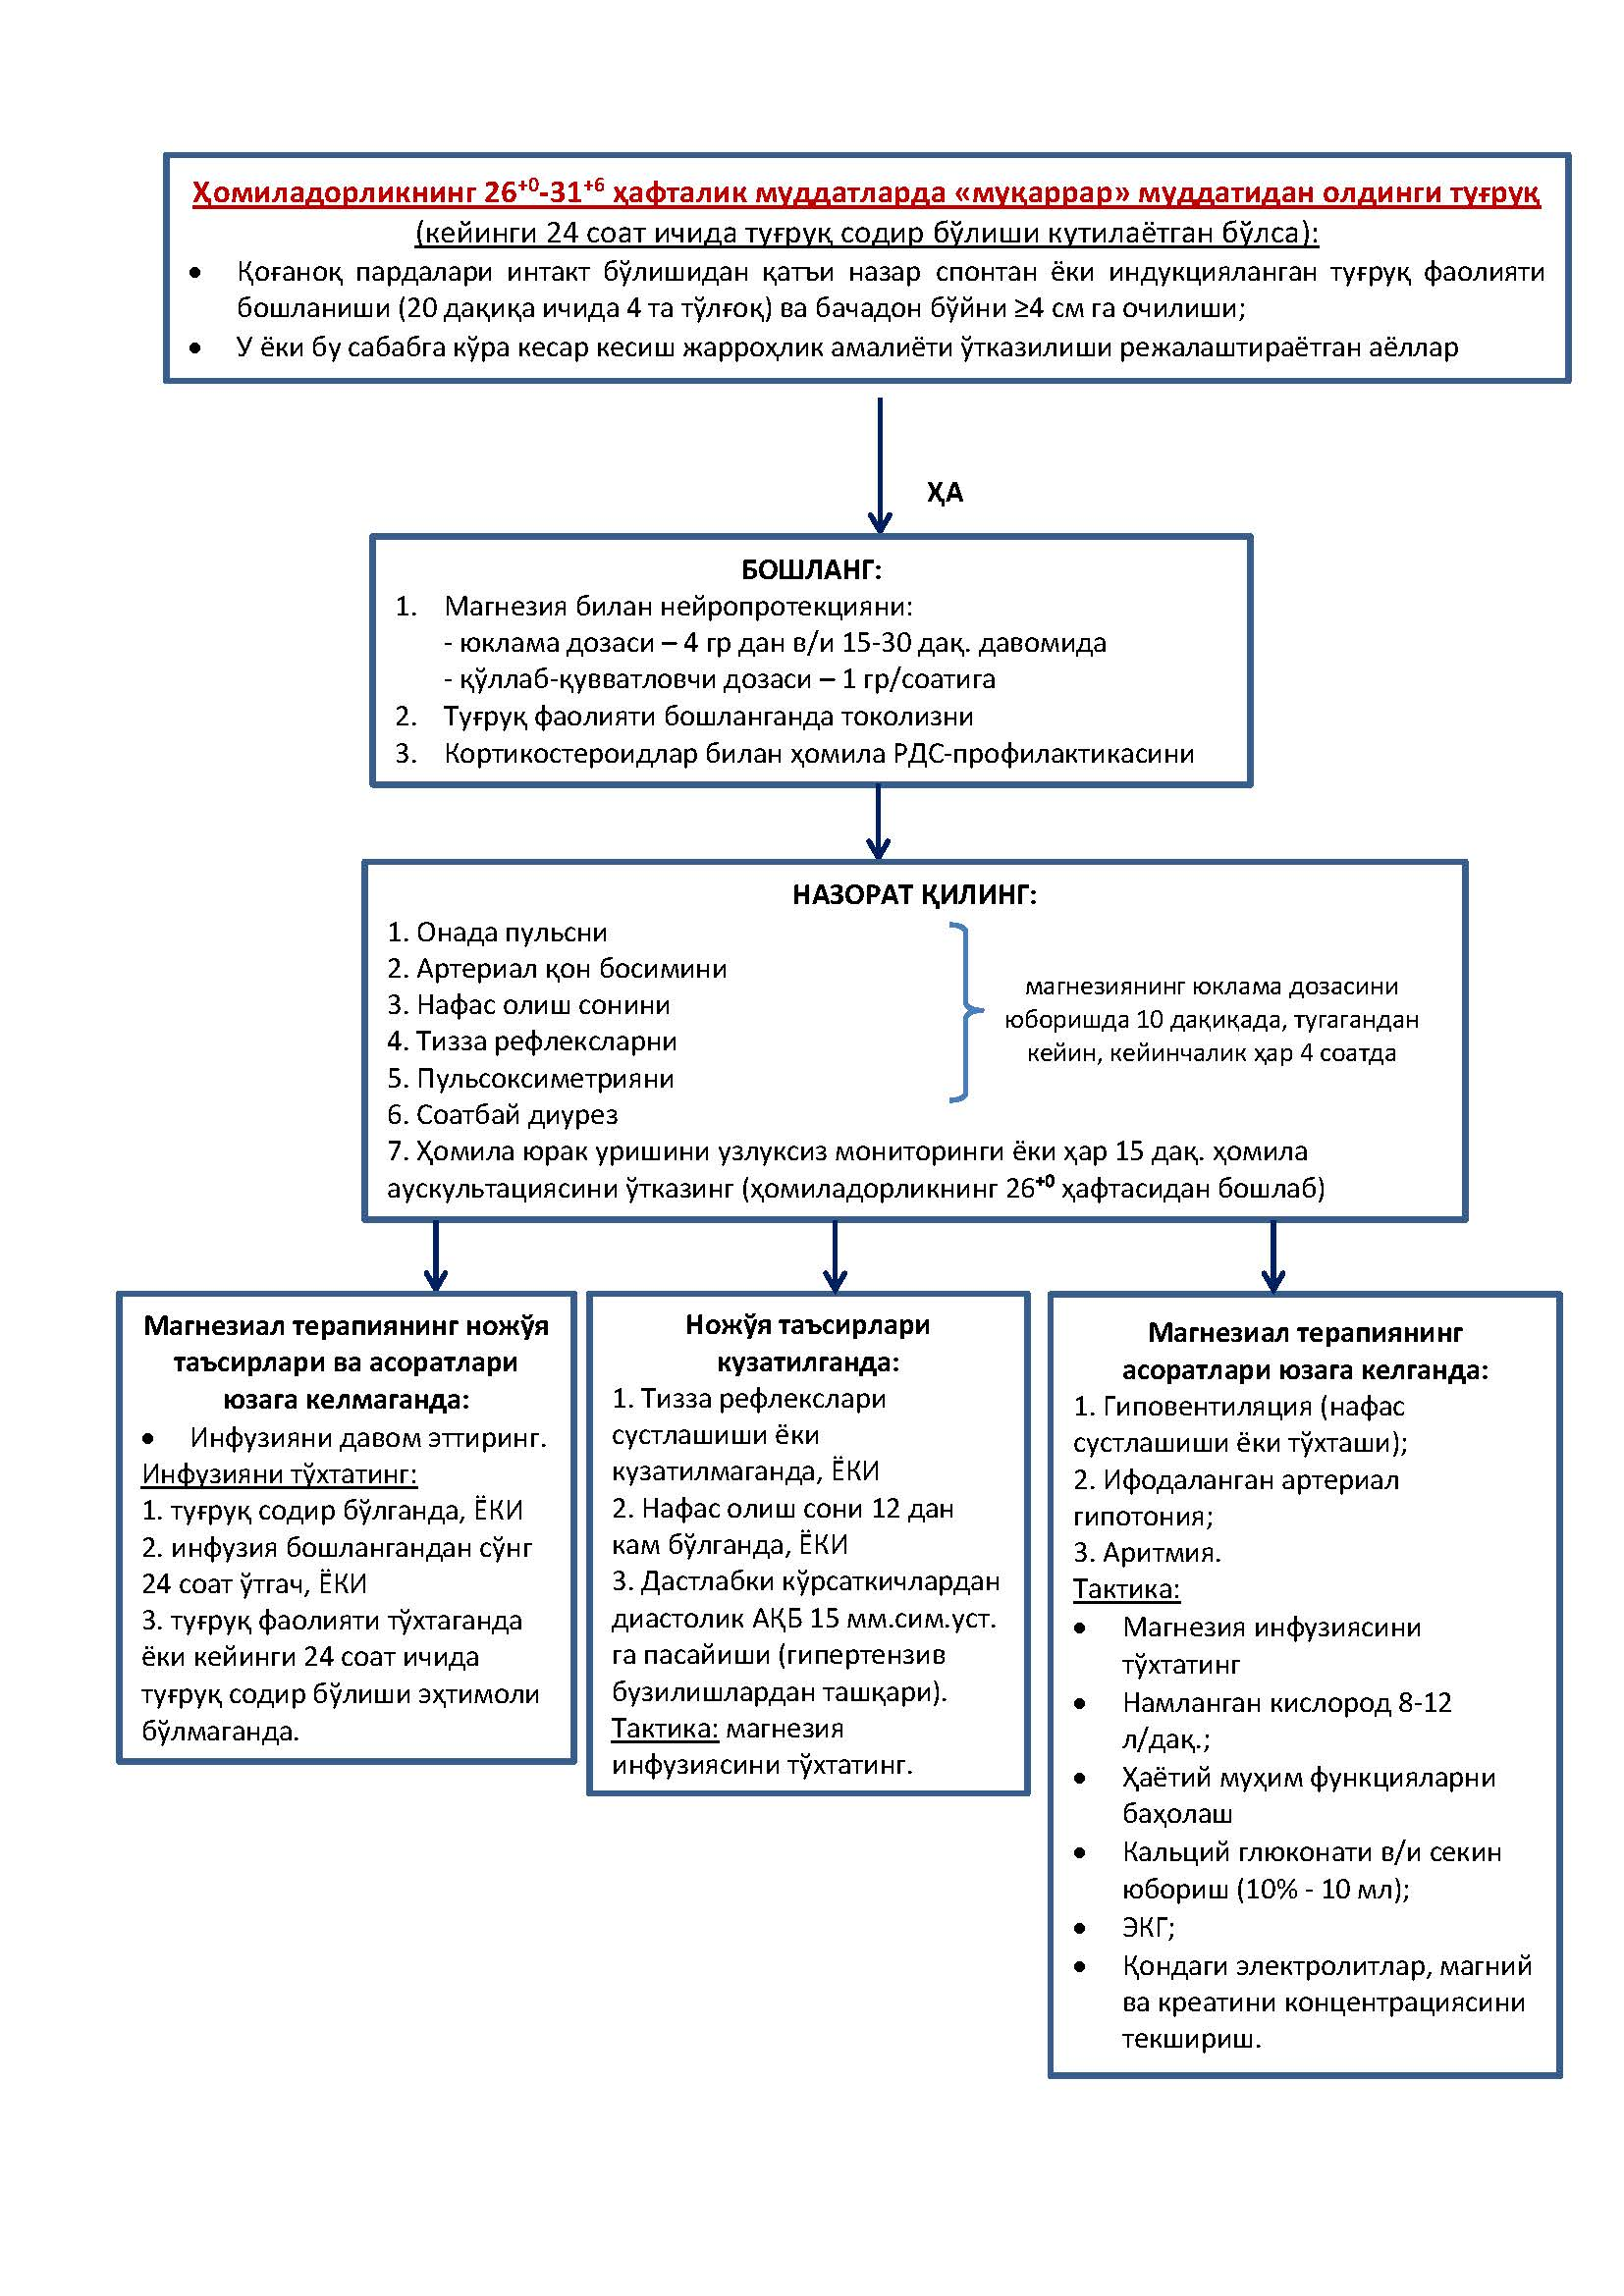 Ҳомиладорликнинг 26+0-31+6 ҳафталик муддатларда «муқаррар» муддатидан олдинги туғруқ
(кейинги 24 соат ичида туғруқ содир бўлиши кутилаётган бўлса):
• Қоғаноқ пардалари интакт бўлишидан қатъи назар спонтан ёки индукцияланган туғруқ фаолияти
бошланиши (20 дақиқа ичида 4 та тўлғоқ) ва бачадон бўйни ≥4 см га очилиши;
• У ёки бу сабабга кўра кесар кесиш жарроҳлик амалиёти ўтказилиши режалаштираётган аёллар
ҲА
БОШЛАНГ:
1. Магнезия билан нейропротекцияни:
- юклама дозаси – 4 гр дан в/и 15-30 дақ. давомида
- қўллаб-қувватловчи дозаси – 1 гр/соатига
2. Туғруқ фаолияти бошланганда токолизни
3. Кортикостероидлар билан ҳомила РДС-профилактикасини
НАЗОРАТ ҚИЛИНГ:
1. Онада пульсни
2. Артериал қон босимини
3. Нафас олиш сонини
4. Тизза рефлексларни
5. Пульсоксиметрияни
магнезиянинг юклама дозасини
юборишда 10 дақиқада, тугагандан
кейин, кейинчалик ҳар 4 соатда
6. Соатбай диурез
7. Ҳомила юрак уришини узлуксиз мониторинги ёки ҳар 15 дақ. ҳомила
аускультациясини ўтказинг (ҳомиладорликнинг 26+0 ҳафтасидан бошлаб)
Магнезиал терапиянинг ножўя
таъсирлари ва асоратлари
юзага келмаганда:
• Инфузияни давом эттиринг.
Инфузияни тўхтатинг:
1. туғруқ содир бўлганда, ЁКИ
2. инфузия бошлангандан сўнг
24 соат ўтгач, ЁКИ
3. туғруқ фаолияти тўхтаганда
ёки кейинги 24 соат ичида
туғруқ содир бўлиши эҳтимоли
бўлмаганда.
Ножўя таъсирлари
кузатилганда:
1. Тизза рефлекслари
сустлашиши ёки
кузатилмаганда, ЁКИ
2. Нафас олиш сони 12 дан
кам бўлганда, ЁКИ
3. Дастлабки кўрсаткичлардан
диастолик АҚБ 15 мм.сим.уст.
га пасайиши (гипертензив
бузилишлардан ташқари).
Тактика: магнезия
инфузиясини тўхтатинг.
Магнезиал терапиянинг
асоратлари юзага келганда:
1. Гиповентиляция (нафас
сустлашиши ёки тўхташи);
2. Ифодаланган артериал
гипотония;
3. Аритмия.
Тактика:
• Магнезия инфузиясини
тўхтатинг
• Намланган кислород 8-12
л/дақ.;
• Ҳаётий муҳим функцияларни
баҳолаш
• Кальций глюконати в/и секин
юбориш (10% - 10 мл);
• ЭКГ;
• Қондаги электролитлар, магний
ва креатини концентрациясини
текшириш.